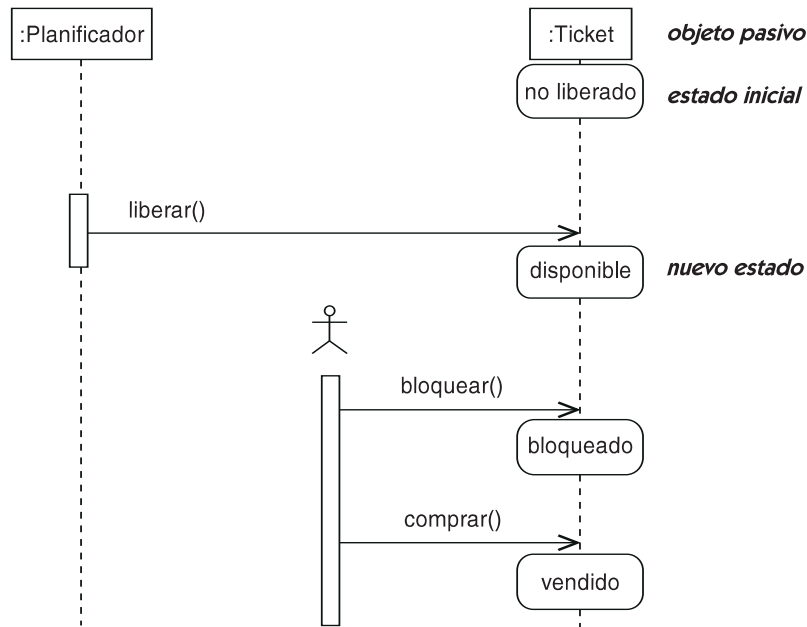 :Planificador
:Ticket
objeto pasivo
no liberado
estado inicial
liberar()
disponible
nuevo estado
bloquear()
bloqueado
comprar()
vendido